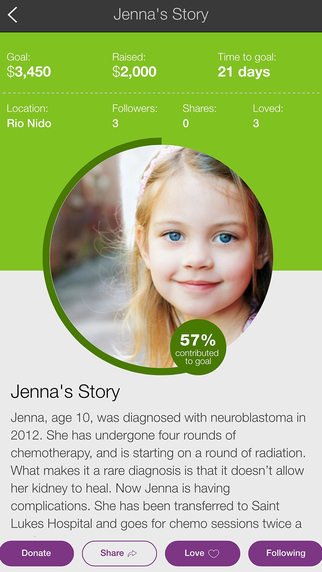 Jenna's Story
Goal: Raised: Time to goal:
$3,450 $2,000 21 days
Location: Followers: Shares: Loved:
Rio Nido 3 0 3
57%
contributed
to goal
Jenna's Story
Jenna, age 10, was diagnosed with neuroblastoma in
2012. She has undergone four rounds of
chemotherapy, and is starting on a round of radiation.
What makes it a rare diagnosis is that it doesn't allow
her kidney to heal. Now Jenna is having
complications. She has been transferred to Saint
Lukes Hospital and goes for chemo sessions twice a
Donate Share Love Following